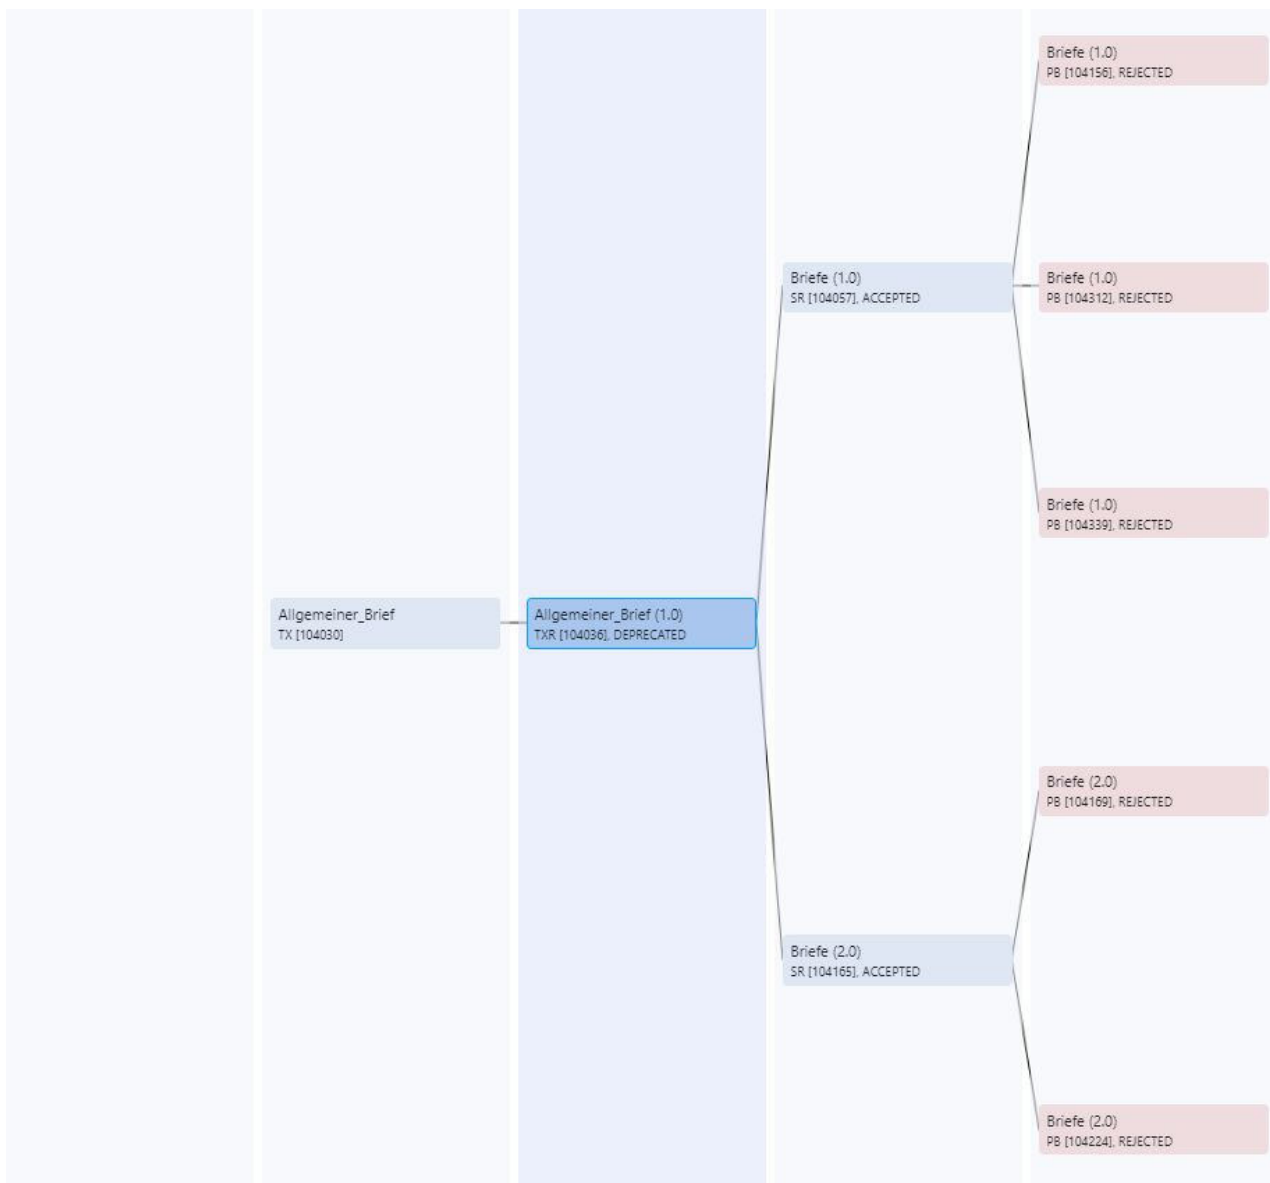 Briefe (1.0)
PB [104156], REJECTED
Briefe (1.0)
SR [104057], ACCEPTED
Briefe (1.0)
PB [104312], REJECTED
Briefe (1.0)
PB [104339], REJECTED
Allgemeiner_Brief
TX [104030]
Allgemeiner_Brief (1.0)
TXR [104036], DEPRECATED
Briefe (2.0)
PB [104169], REJECTED
Briefe (2.0)
SR [104165], ACCEPTED
Briefe (2.0)
PB [104224], REJECTED